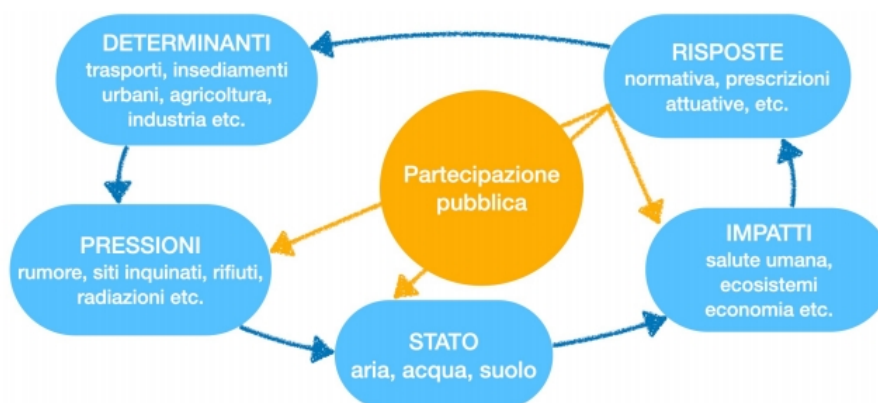 DETERMINANTI
trasporti, insediamenti
urbani, agricoltura,
industria etc.
RISPOSTE
normativa, prescrizioni
attuative, etc.
Partecipazione
pubblica
PRESSIONI
rumore, siti inquinati, rifiuti,
radiazioni etc.
IMPATTI
salute umana,
ecosistemi
economia etc.
STATO
aria, acqua, suolo